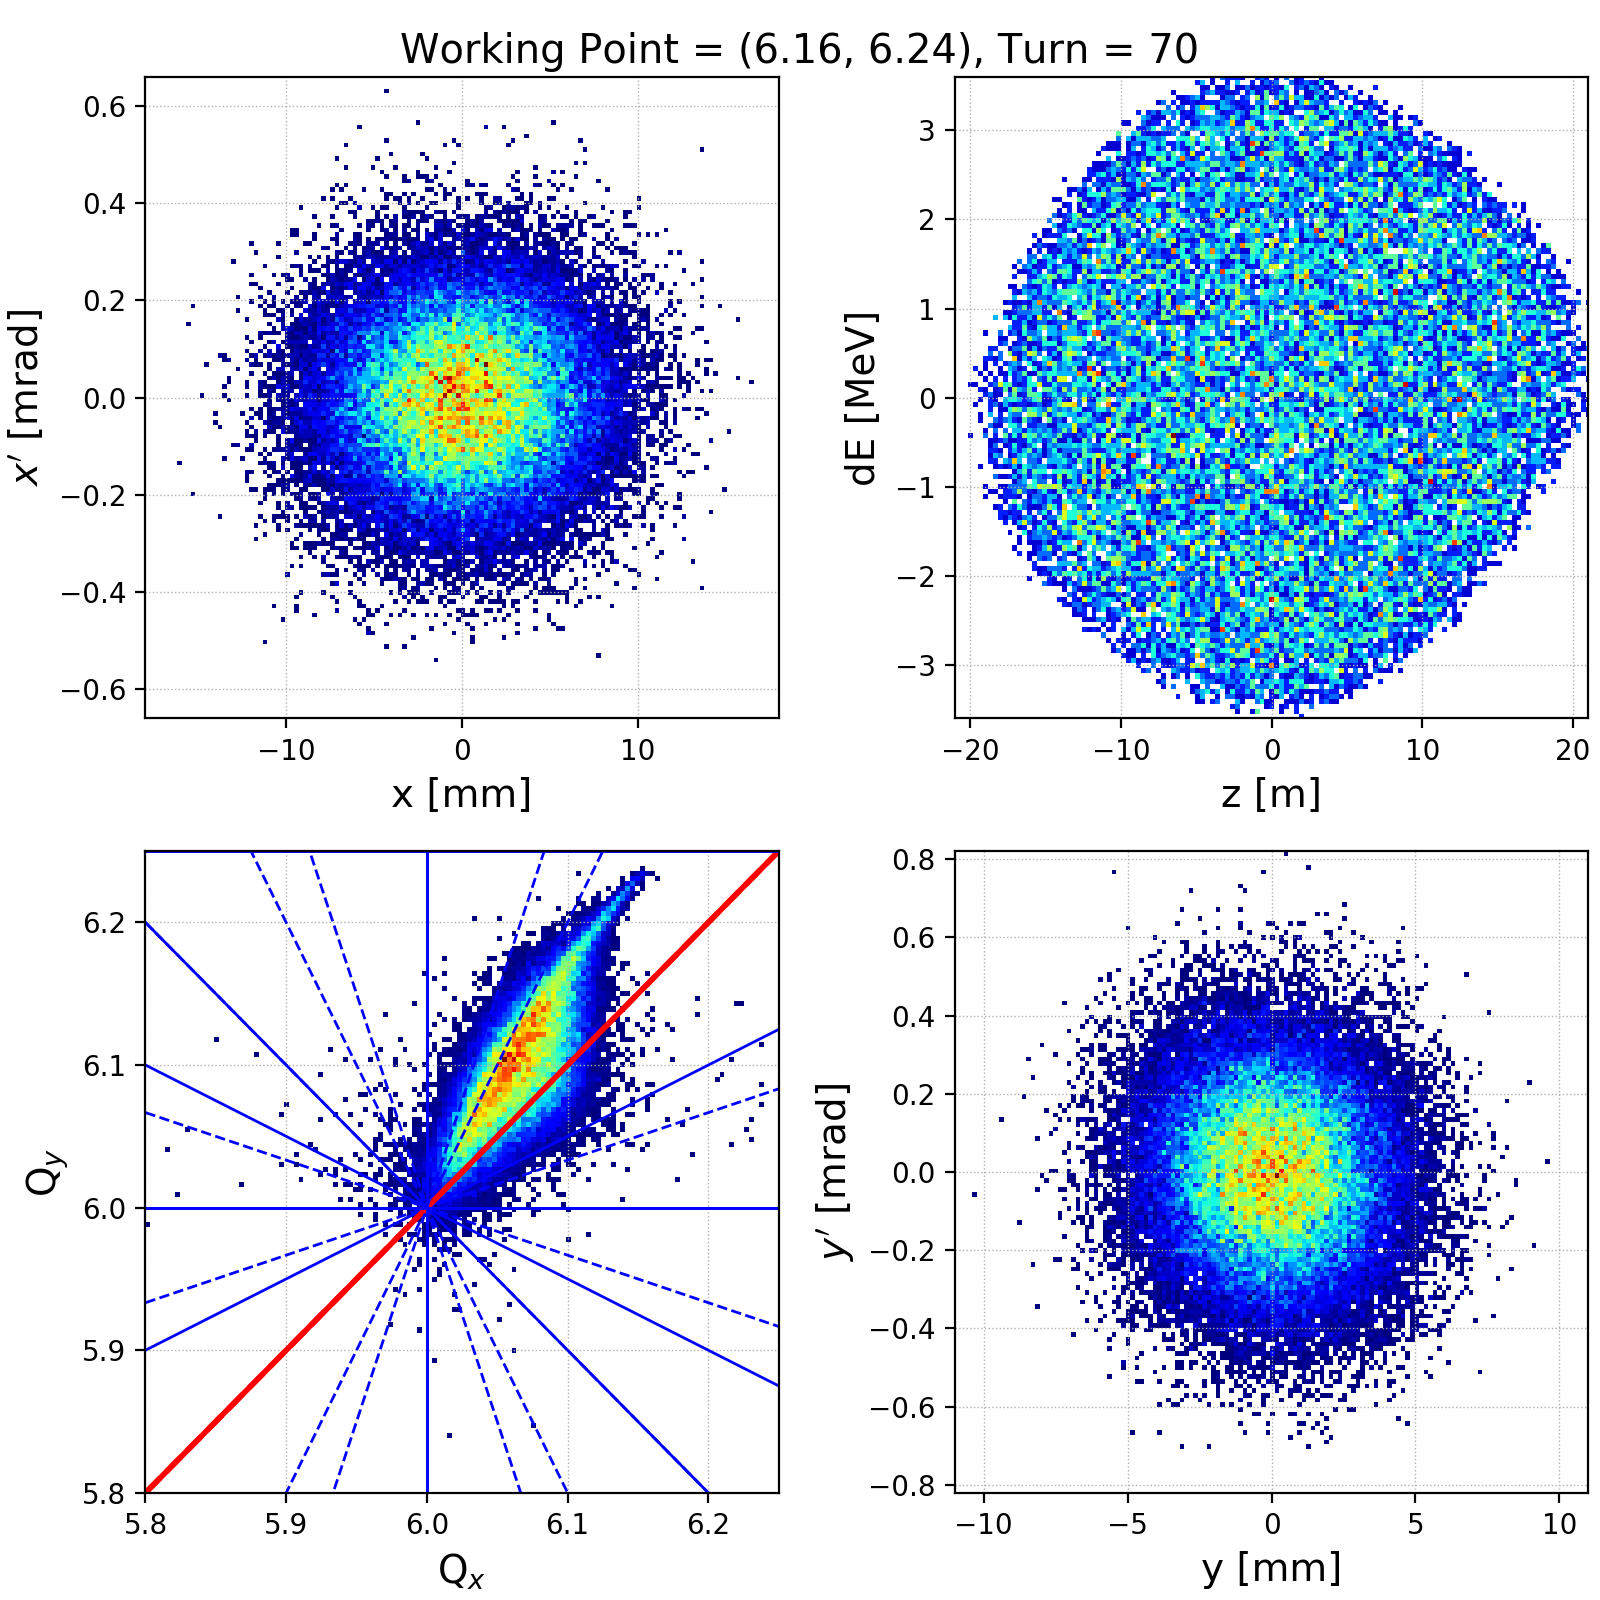 Working Point = (6.16, 6.24), Turn = 70
0.6
0.4
0.2
0.0
−0.2
−0.4
−0.6
x′ [mrad]
−10 0 10
x [mm]
3
2
1
0
−1
−2
−3
dE [MeV]
−20 −10 0 10 20
z [m]
6.2
6.1
6.0
5.9
5.8
Qy
5.8 5.9 6.0 6.1 6.2
Qx
0.8
0.6
0.4
0.2
0.0
−0.2
−0.4
−0.6
−0.8
y′ [mrad]
−10 −5 0 5 10
y [mm]